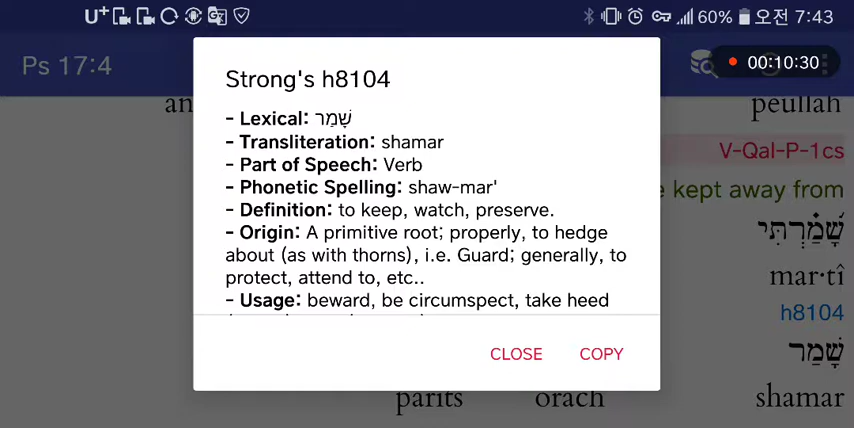 U+ 60% 오전 7:43
Ps 17:4 00:10:30
an peullah
Strong's h8104
- Lexical: שָׁמַר
- Transliteration: shamar
- Part of Speech: Verb
- Phonetic Spelling: shaw-mar'
- Definition: to keep, watch, preserve.
- Origin: A primitive root; properly, to hedge
about (as with thorns), i.e. Guard; generally, to
protect, attend to, etc..
- Usage: beward, be circumspect, take heed
CLOSE COPY
V-Qal-P-1cs
e kept away from
שָׁ֝מַ֗רְתִּי
mar·tî
h8104
שָׁמַר
parits orach shamar